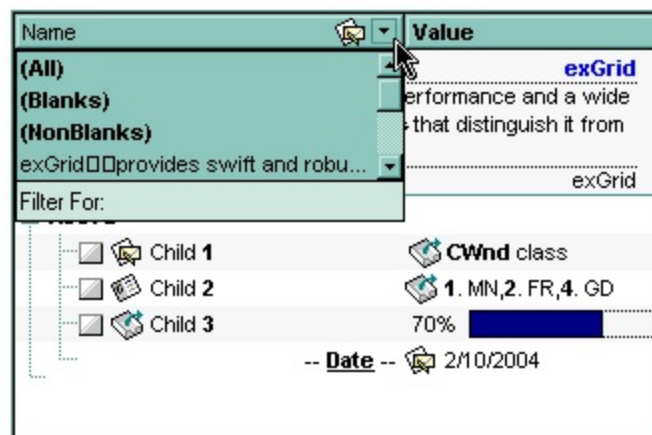 Name Value
(All)
exGrid
(Blanks)
erformance and a wide
(NonBlanks)
that distinguish it from
exGrid□□provides swift and robu...
exGrid
Filter For:
Child 1 CWnd class
Child 2 1. MN,2. FR,4. GD
Child 3 70%
-- Date -- 2/10/2004